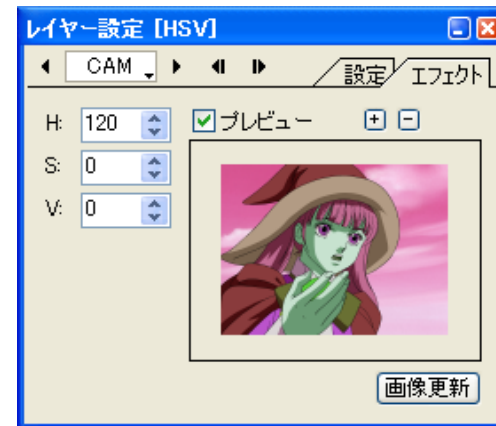 レイヤー設定 [HSV]
CAM 設定 エフェクト
H: 120 プレビュー
S: 0
V: 0
画像更新